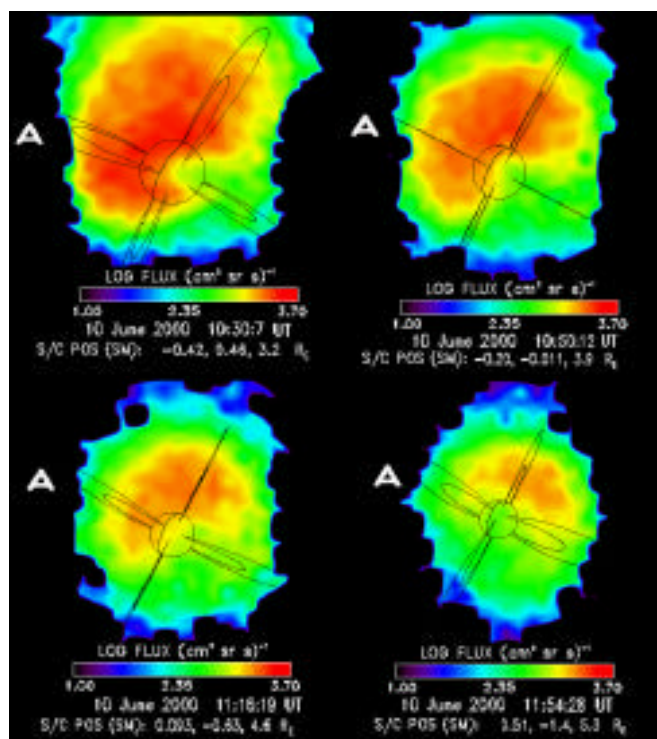 A
LOG FLUX (cm² sr s)⁻¹
1.00 2.35 3.70
10 June 2000 10:30:7 UT
S/C POS (SM): -0.42, 0.46, 3.2 R_E
A
LOG FLUX (cm² sr s)⁻¹
1.00 2.35 3.70
10 June 2000 10:50:12 UT
S/C POS (SM): -0.20, -0.011, 3.9 R_E
A
LOG FLUX (cm² sr s)⁻¹
1.00 2.35 3.70
10 June 2000 11:16:19 UT
S/C POS (SM): 0.093, -0.63, 4.6 R_E
A
LOG FLUX (cm² sr s)⁻¹
1.00 2.35 3.70
10 June 2000 11:54:28 UT
S/C POS (SM): -1.4, 5.3 R_E